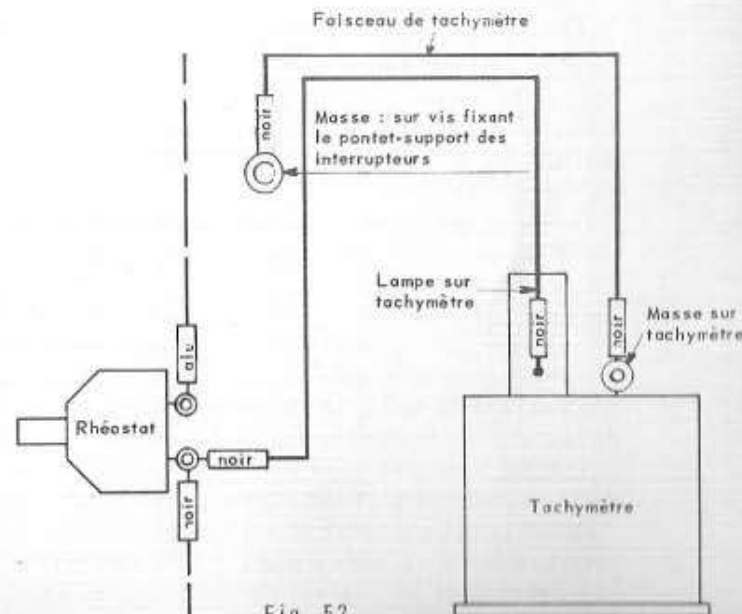 Faisceau de tachymètre
noir
Masse : sur vis fixant
le pontet-support des
interrupteurs
Lampe sur
tachymètre
noir
noir
Masse sur
tachymètre
alu
Rhéostat
noir
noir
Tachymètre
Fig. 52